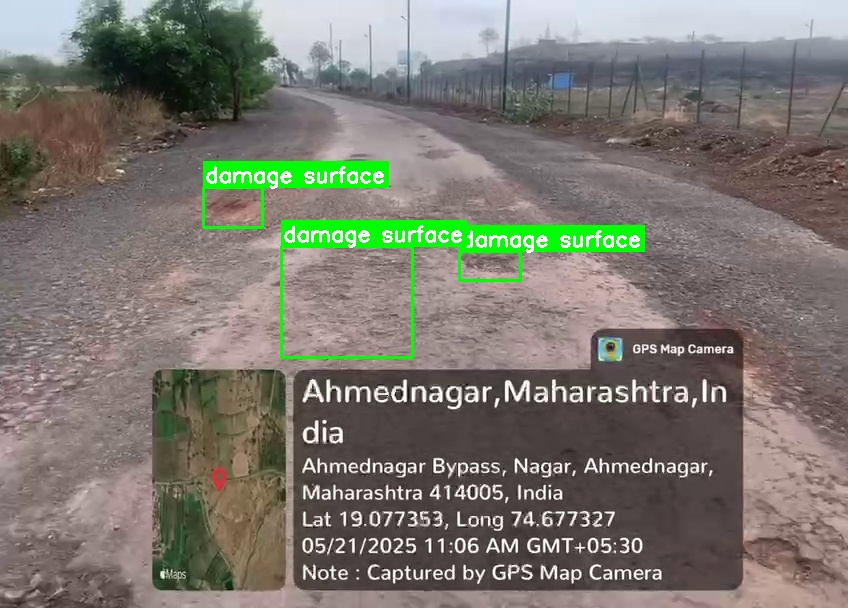 damage surface
damage surface
damage surface
GPS Map Camera
Ahmednagar,Maharashtra,In
dia
Ahmednagar Bypass, Nagar, Ahmednagar,
Maharashtra 414005, India
Lat 19.077353, Long 74.677327
05/21/2025 11:06 AM GMT+05:30
Note : Captured by GPS Map Camera
Maps